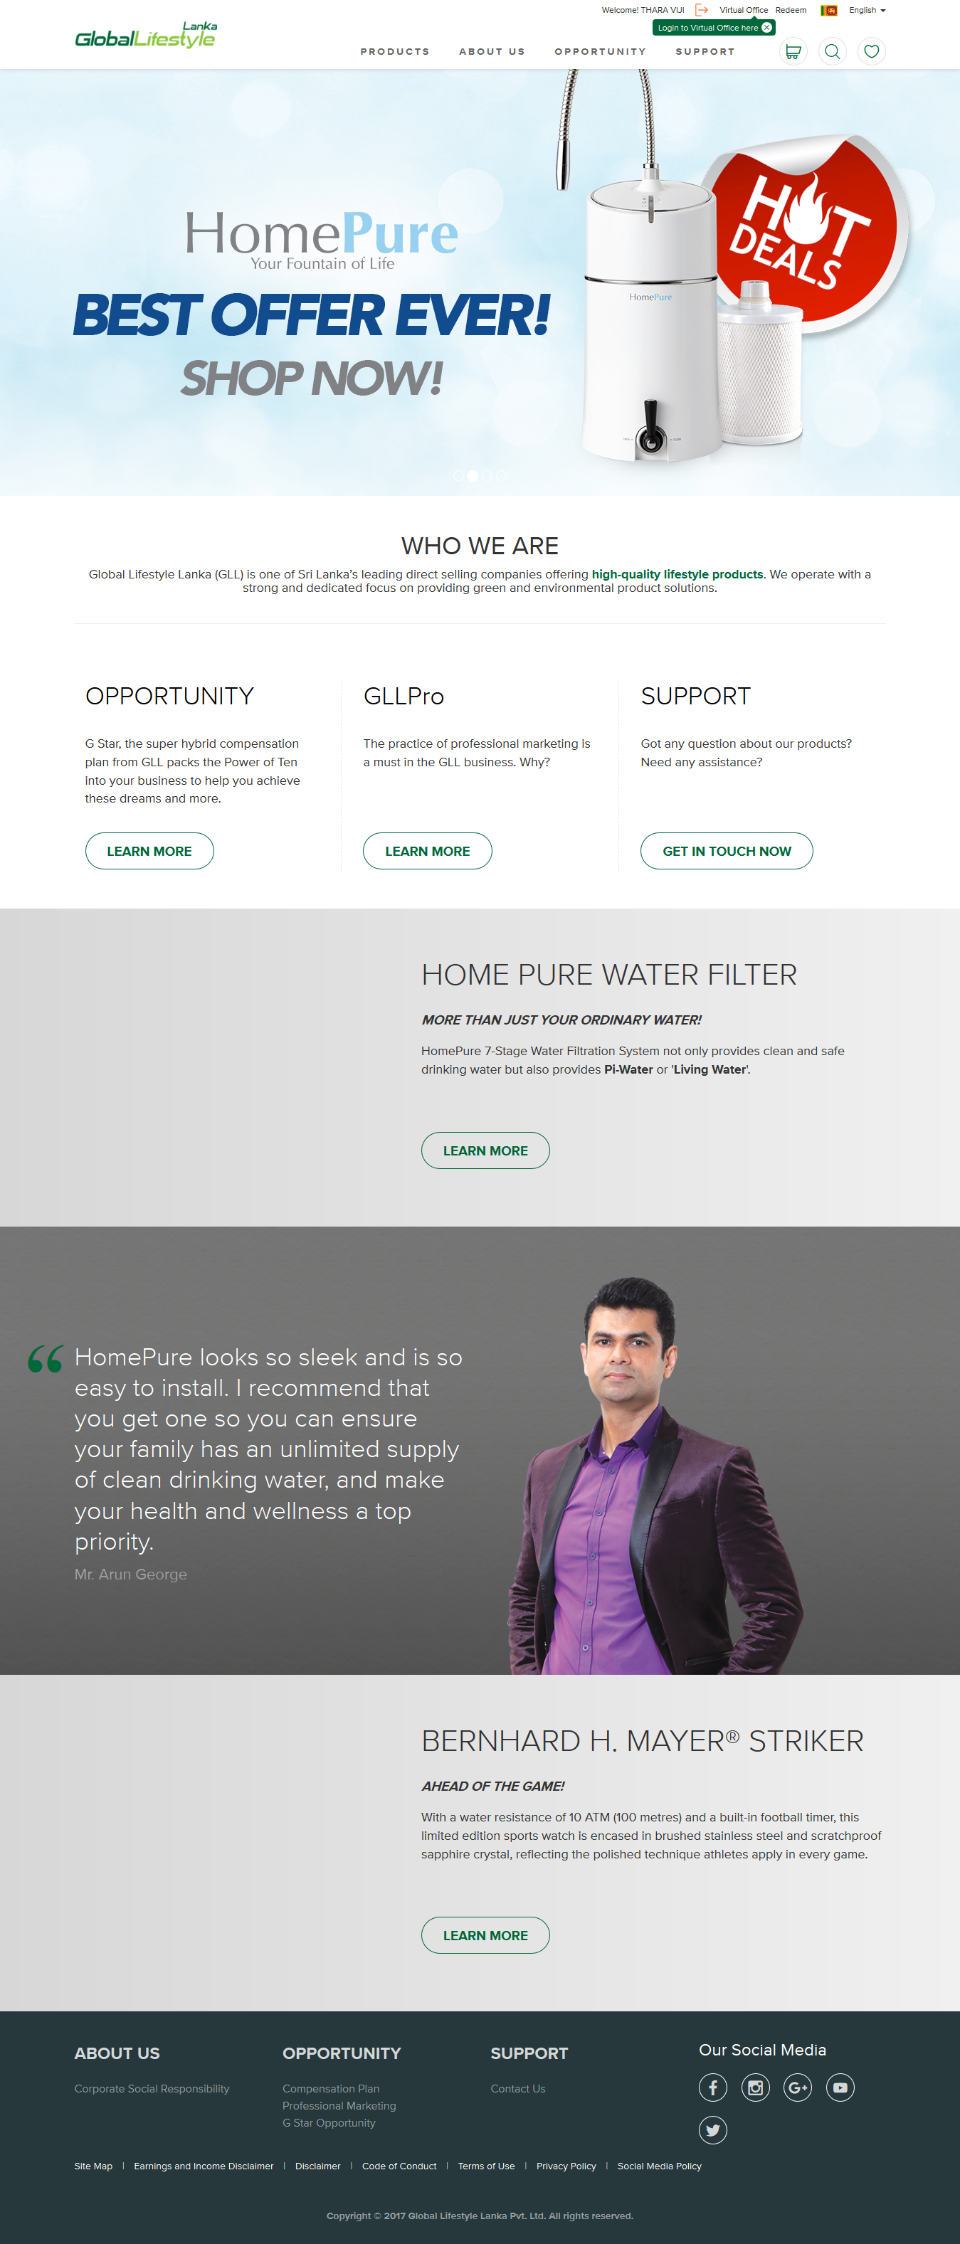 Welcome! THARA VUI Virtual Office Redeem English
Login to Virtual Office here
Lanka
GlobalLifestyle
PRODUCTS ABOUT US OPPORTUNITY SUPPORT
HomePure
Your Fountain of Life
BEST OFFER EVER!
SHOP NOW!
HOT
DEALS
HomePure
WHO WE ARE
Global Lifestyle Lanka (GLL) is one of Sri Lanka's leading direct selling companies offering high-quality lifestyle products. We operate with a
strong and dedicated focus on providing green and environmental product solutions.
OPPORTUNITY
G Star, the super hybrid compensation
plan from GLL packs the Power of Ten
into your business to help you achieve
these dreams and more.
LEARN MORE
GLLPro
The practice of professional marketing is
a must in the GLL business. Why?
LEARN MORE
SUPPORT
Got any question about our products?
Need any assistance?
GET IN TOUCH NOW
HOME PURE WATER FILTER
MORE THAN JUST YOUR ORDINARY WATER!
HomePure 7-Stage Water Filtration System not only provides clean and safe
drinking water but also provides Pi-Water or 'Living Water'.
LEARN MORE
“ HomePure looks so sleek and is so
easy to install. I recommend that
you get one so you can ensure
your family has an unlimited supply
of clean drinking water, and make
your health and wellness a top
priority.
Mr. Arun George
BERNHARD H. MAYER® STRIKER
AHEAD OF THE GAME!
With a water resistance of 10 ATM (100 metres) and a built-in football timer, this
limited edition sports watch is encased in brushed stainless steel and scratchproof
sapphire crystal, reflecting the polished technique athletes apply in every game.
LEARN MORE
ABOUT US
Corporate Social Responsibility
OPPORTUNITY
Compensation Plan
Professional Marketing
G Star Opportunity
SUPPORT
Contact Us
Our Social Media
Site Map | Earnings and Income Disclaimer | Disclaimer | Code of Conduct | Terms of Use | Privacy Policy | Social Media Policy
Copyright © 2017 Global Lifestyle Lanka Pvt. Ltd. All rights reserved.